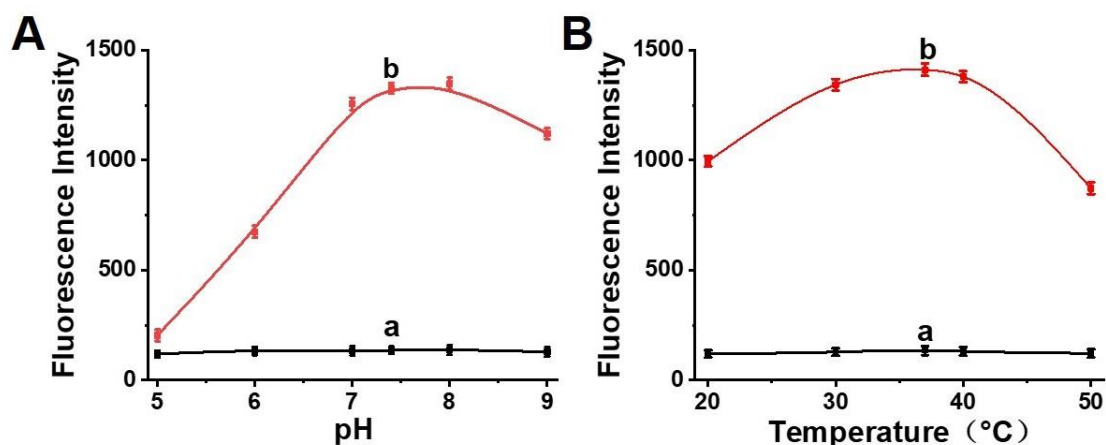 A
Fluorescence Intensity
1500
1000
500
0
b
a
5 6 7 8 9
pH
B
Fluorescence Intensity
1500
1000
500
0
b
a
20 30 40 50
Temperature（°C）